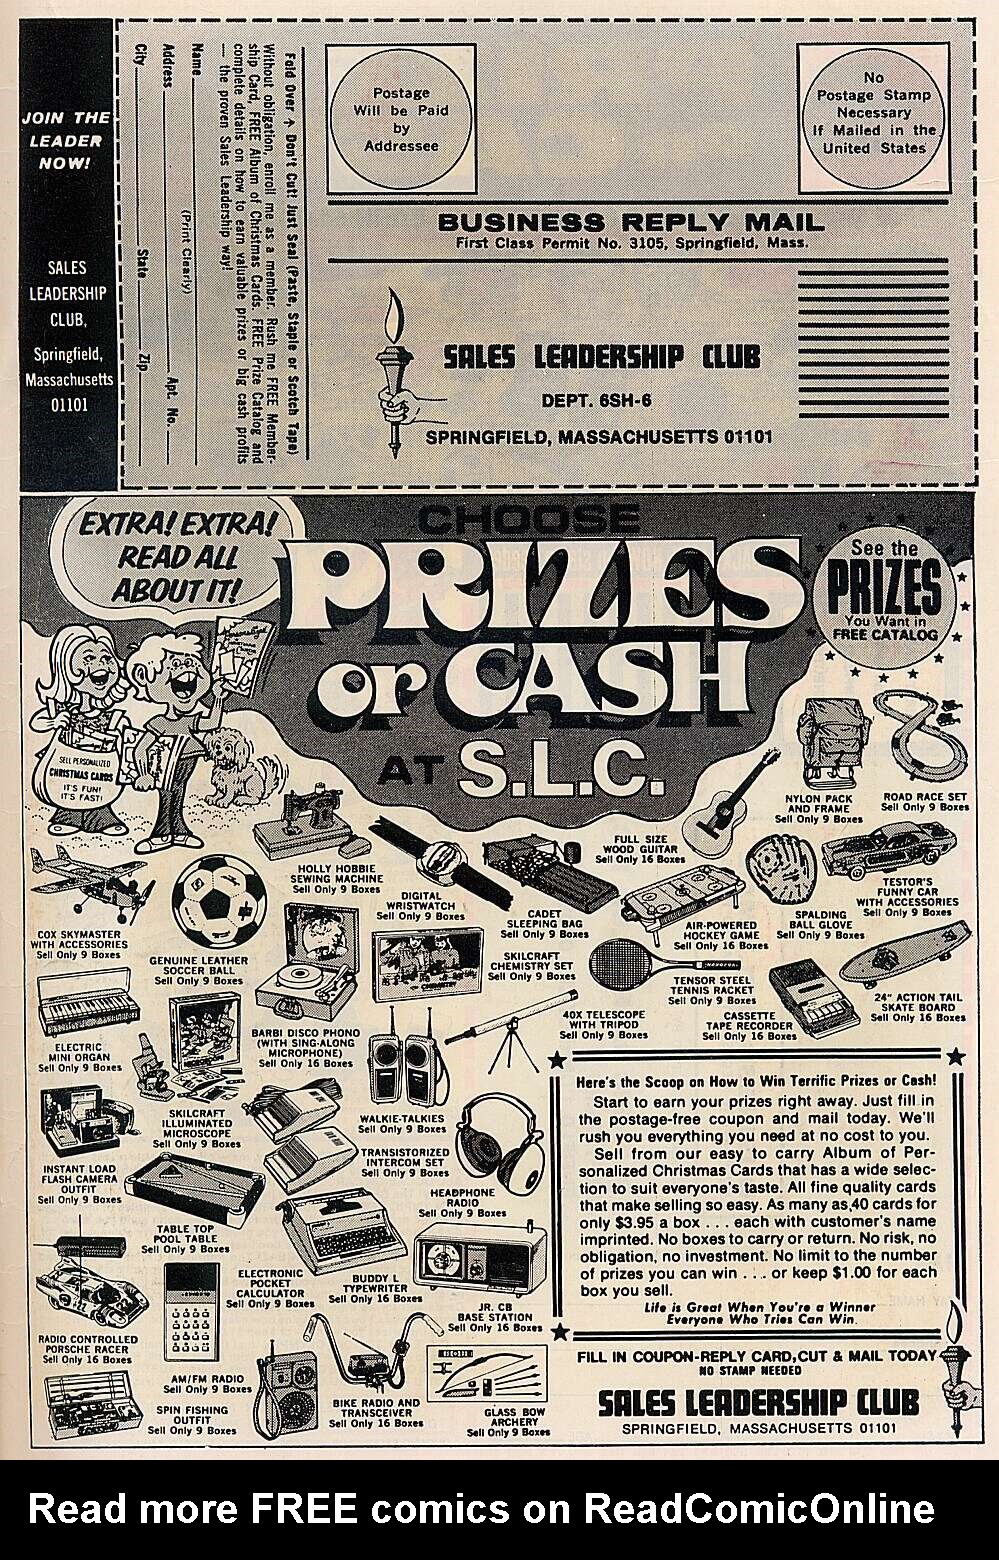 JOIN THE
LEADER
NOW!
SALES
LEADERSHIP
CLUB,
Springfield,
Massachusetts
01101
Fold Over → Don't Cut! Just Seal (Paste, Staple or Scotch Tape)
Without obligation, enroll me as a member. Rush me FREE Member-
ship Card, FREE Album of Christmas Cards, FREE Prize Catalog and
complete details on how to earn valuable prizes or big cash profits
— the proven Sales Leadership way!
Name
(Print Clearly)
Address Apt. No.
City State Zip
Postage
Will be Paid
by
Addressee
No
Postage Stamp
Necessary
If Mailed in the
United States
BUSINESS REPLY MAIL
First Class Permit No. 3105, Springfield, Mass.
SALES LEADERSHIP CLUB
DEPT. 6SH-6
SPRINGFIELD, MASSACHUSETTS 01101
EXTRA! EXTRA!
READ ALL
ABOUT IT!
CHOOSE
PRIZES
or CASH
AT S.L.C.
See the
PRIZES
You Want in
FREE CATALOG
SELL PERSONALIZED
CHRISTMAS CARDS
IT'S FUN!
IT'S FAST!
NYLON PACK
AND FRAME
Sell Only 9 Boxes
ROAD RACE SET
Sell Only 9 Boxes
HOLLY HOBBIE
SEWING MACHINE
Sell Only 9 Boxes
DIGITAL
WRISTWATCH
Sell Only 9 Boxes
CADET
SLEEPING BAG
Sell Only 9 Boxes
FULL SIZE
WOOD GUITAR
Sell Only 16 Boxes
AIR-POWERED
HOCKEY GAME
Sell Only 16 Boxes
SPALDING
BALL GLOVE
Sell Only 9 Boxes
TESTOR'S
FUNNY CAR
WITH ACCESSORIES
Sell Only 9 Boxes
COX SKYMASTER
WITH ACCESSORIES
Sell Only 9 Boxes
GENUINE LEATHER
SOCCER BALL
Sell Only 9 Boxes
SKILCRAFT
CHEMISTRY SET
Sell Only 9 Boxes
TENSOR STEEL
TENNIS RACKET
Sell Only 9 Boxes
24" ACTION TAIL
SKATE BOARD
Sell Only 16 Boxes
ELECTRIC
MINI ORGAN
Sell Only 9 Boxes
BARBI DISCO PHONO
(WITH SING-ALONG
MICROPHONE)
Sell Only 16 Boxes
40X TELESCOPE
WITH TRIPOD
Sell Only 9 Boxes
CASSETTE
TAPE RECORDER
Sell Only 16 Boxes
SKILCRAFT
ILLUMINATED
MICROSCOPE
Sell Only 9 Boxes
WALKIE-TALKIES
Sell Only 9 Boxes
TRANSISTORIZED
INTERCOM SET
Sell Only 9 Boxes
INSTANT LOAD
FLASH CAMERA
OUTFIT
Sell Only 9 Boxes
HEADPHONE
RADIO
Sell Only 9 Boxes
TABLE TOP
POOL TABLE
Sell Only 9 Boxes
ELECTRONIC
POCKET
CALCULATOR
Sell Only 9 Boxes
BUDDY L
TYPEWRITER
Sell Only 16 Boxes
JR. CB
BASE STATION
Sell Only 16 Boxes
RADIO CONTROLLED
PORSCHE RACER
Sell Only 16 Boxes
AM/FM RADIO
Sell Only 9 Boxes
SPIN FISHING
OUTFIT
Sell Only 9 Boxes
BIKE RADIO AND
TRANSCEIVER
Sell Only 16 Boxes
GLASS BOW
ARCHERY
Sell Only 9 Boxes
Here's the Scoop on How to Win Terrific Prizes or Cash!
Start to earn your prizes right away. Just fill in
the postage-free coupon and mail today. We'll
rush you everything you need at no cost to you.
Sell from our easy to carry Album of Per-
sonalized Christmas Cards that has a wide selec-
tion to suit everyone's taste. All fine quality cards
that make selling so easy. As many as 40 cards for
only $3.95 a box . . . each with customer's name
imprinted. No boxes to carry or return. No risk, no
obligation, no investment. No limit to the number
of prizes you can win . . . or keep $1.00 for each
box you sell.
Life is Great When You're a Winner
Everyone Who Tries Can Win.
FILL IN COUPON-REPLY CARD, CUT & MAIL TODAY
NO STAMP NEEDED
SALES LEADERSHIP CLUB
SPRINGFIELD, MASSACHUSETTS 01101
Read more FREE comics on ReadComicOnline